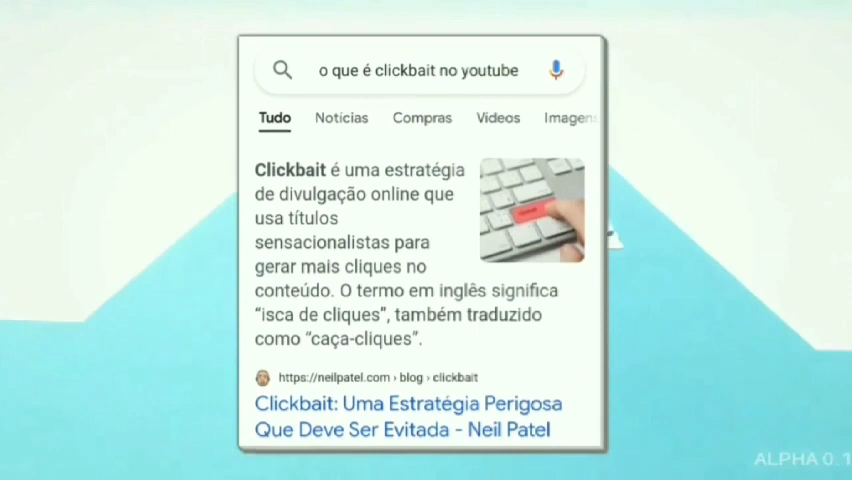 o que é clickbait no youtube
Tudo Notícias Compras Vídeos Imagens
Clickbait é uma estratégia
de divulgação online que
usa títulos
sensacionalistas para
gerar mais cliques no
conteúdo. O termo em inglês significa
“isca de cliques”, também traduzido
como “caça-cliques”.
https://neilpatel.com › blog › clickbait
Clickbait: Uma Estratégia Perigosa
Que Deve Ser Evitada - Neil Patel
ALPHA 0.1